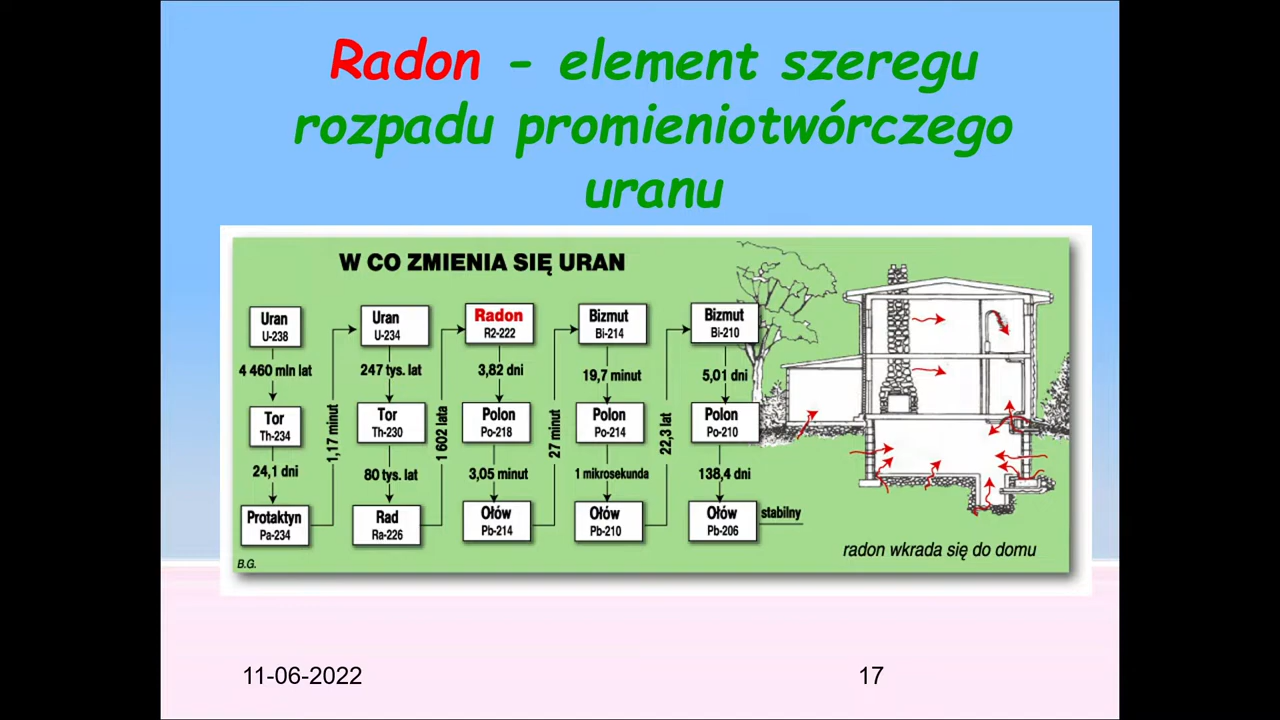 Radon - element szeregu
rozpadu promieniotwórczego
uranu
W CO ZMIENIA SIĘ URAN
Uran
U-238
4 460 mln lat
Tor
Th-234
24,1 dni
Protaktyn
Pa-234
1,17 minut
Uran
U-234
247 tys. lat
Tor
Th-230
80 tys. lat
Rad
Ra-226
1 602 lata
Radon
R2-222
3,82 dni
Polon
Po-218
3,05 minut
Ołów
Pb-214
27 minut
Bizmut
Bi-214
19,7 minut
Polon
Po-214
1 mikrosekunda
Ołów
Pb-210
22,3 lat
Bizmut
Bi-210
5,01 dni
Polon
Po-210
138,4 dni
Ołów
Pb-206
stabilny
radon wkrada się do domu
B.G.
11-06-2022
17